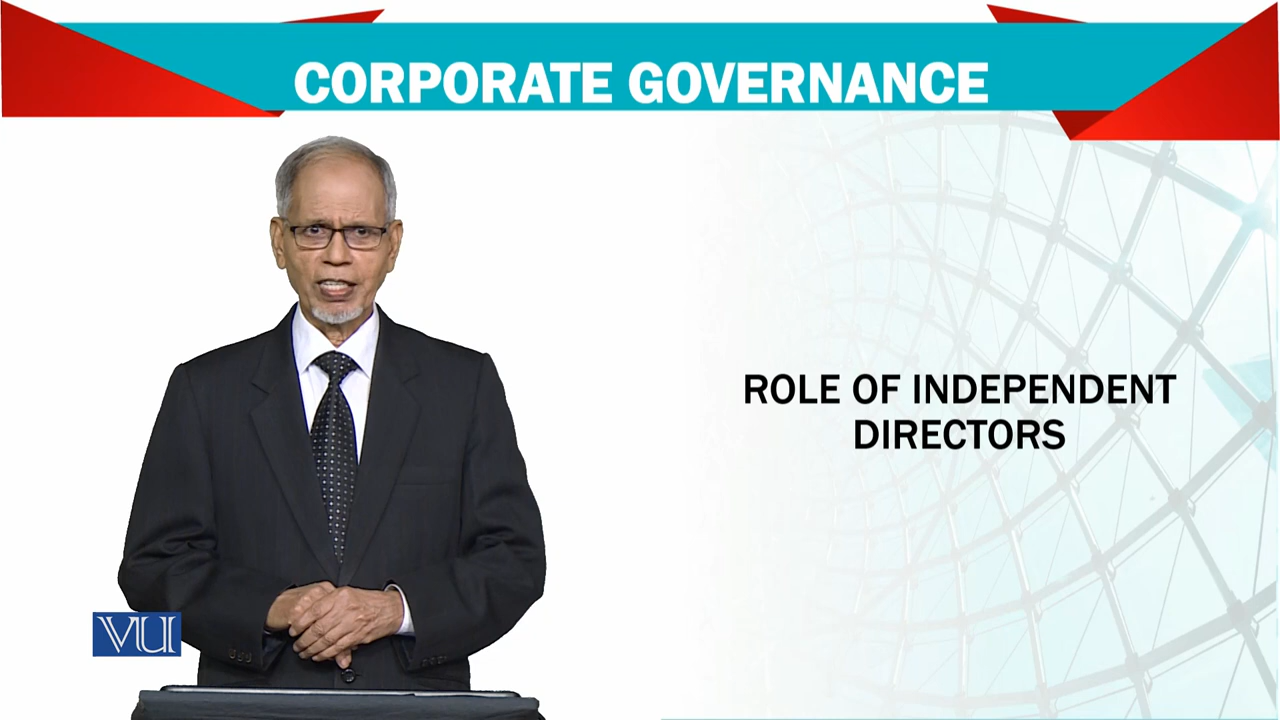 CORPORATE GOVERNANCE
ROLE OF INDEPENDENT
DIRECTORS
VU